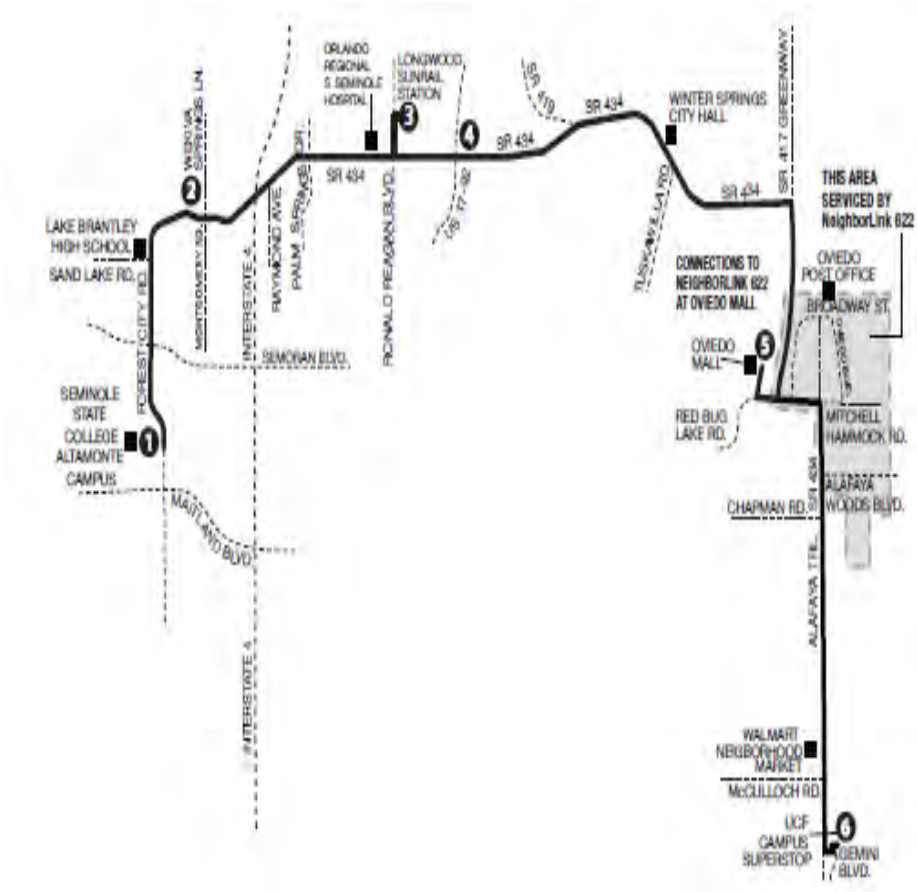 ORLANDO
REGIONAL
S. SEMINOLE
HOSPITAL
LONGWOOD
SUNRAIL
STATION
3
4
SR 419
SR 434
SR 434
SR 434
WINTER SPRINGS
CITY HALL
SR 417 GREENWAY
WEKIVA
SPRINGS LN.
2
PALM SPRINGS DR.
RAYMOND AVE.
INTERSTATE 4
MONTGOMERY RD.
RONALD REAGAN BLVD.
US 17-92
TUSKAWILLA RD.
SR 434
THIS AREA
SERVICED BY
NeighborLink 622
LAKE BRANTLEY
HIGH SCHOOL
SAND LAKE RD.
FOREST CITY RD.
SEMORAN BLVD.
CONNECTIONS TO
NEIGHBORLINK 622
AT OVIEDO MALL
OVIEDO
POST OFFICE
BROADWAY ST.
5
OVIEDO
MALL
RED BUG
LAKE RD.
MITCHELL
HAMMOCK RD.
SEMINOLE
STATE
COLLEGE
ALTAMONTE
CAMPUS
1
MAITLAND BLVD.
INTERSTATE 4
SR 434
ALAFAYA
WOODS BLVD.
CHAPMAN RD.
ALAFAYA TRL.
WALMART
NEIGBORHOOD
MARKET
McCULLOCH RD.
UCF
CAMPUS
SUPERSTOP
GEMINI
BLVD.